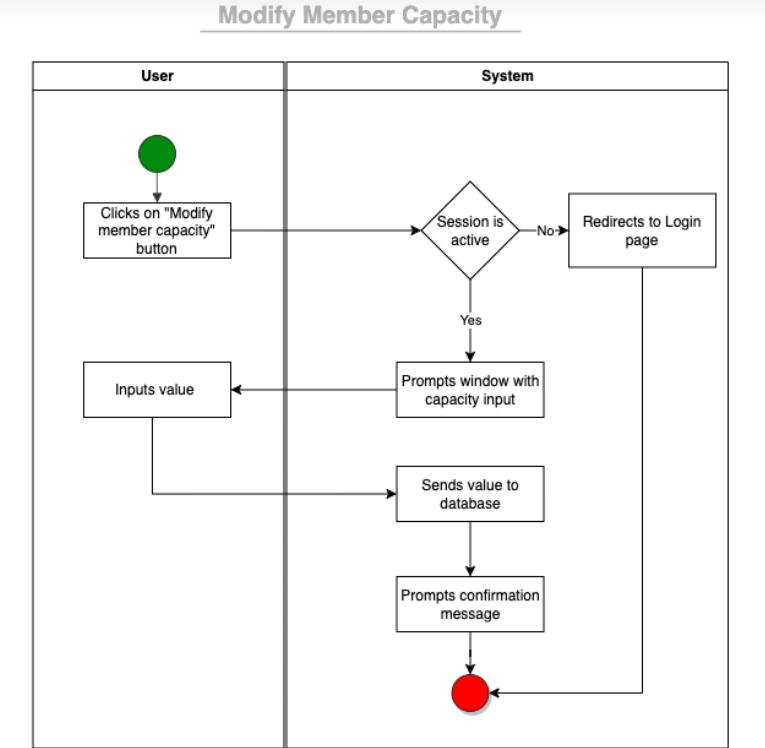 Modify Member Capacity
User
System
Clicks on "Modify
member capacity"
button
Session is
active
No
Redirects to Login
page
Yes
Inputs value
Prompts window with
capacity input
Sends value to
database
Prompts confirmation
message